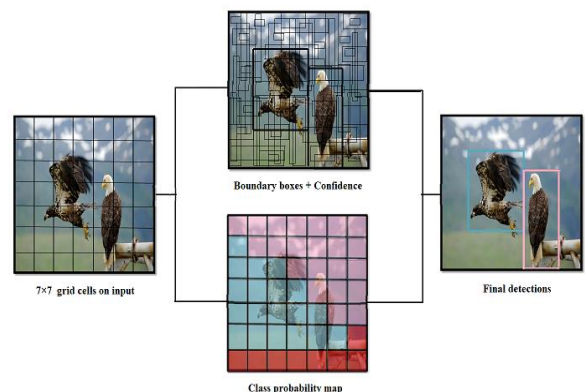 Boundary boxes + Confidence
7×7 grid cells on input
Final detections
Class probability map